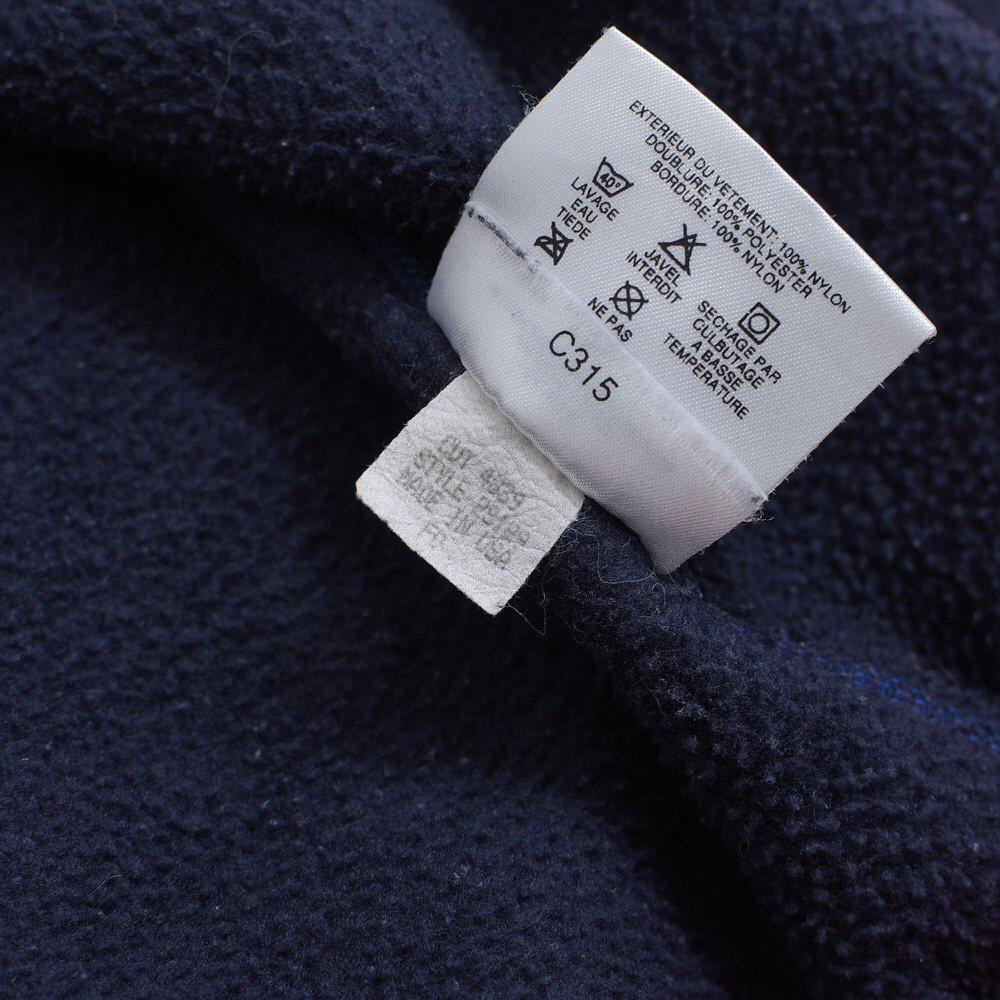 EXTERIEUR DU VETEMENT: 100% NYLON
DOUBLURE: 100% POLYESTER
BORDURE: 100% NYLON
40°
LAVAGE
EAU
TIEDE
JAVEL
INTERDIT
SECHAGE PAR
CULBUTAGE
A BASSE
TEMPERATURE
NE PAS
C315
CUT
STYLE
MADE IN USA